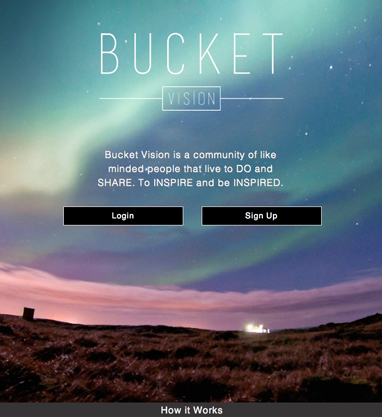 BUCKET
VISION
Bucket Vision is a community of like
minded people that live to DO and
SHARE. To INSPIRE and be INSPIRED.
Login
Sign Up
How it Works